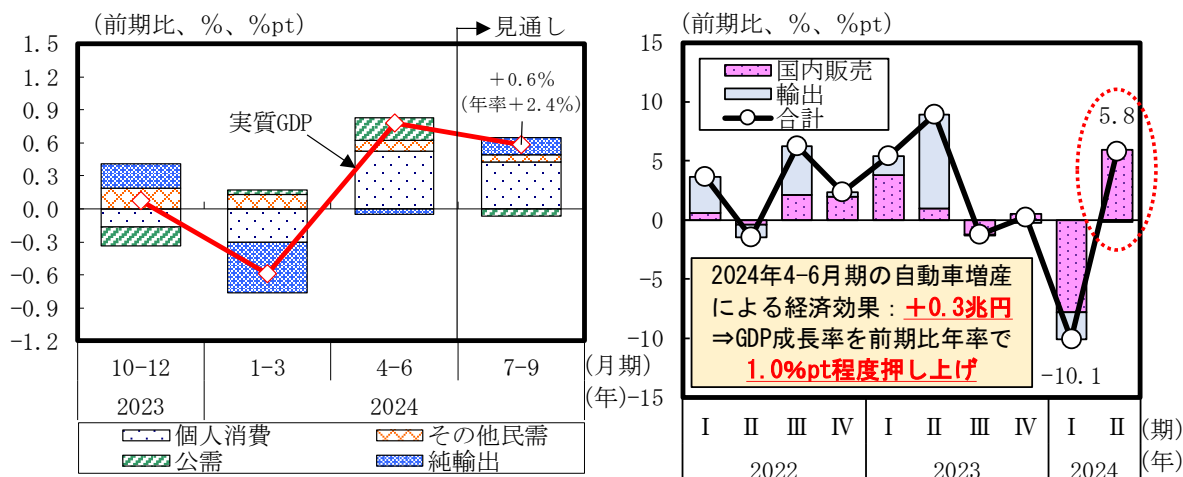 (前期比、%、%pt)
見通し
1.5
1.2
0.9
0.6
0.3
0.0
-0.3
-0.6
-0.9
-1.2
+0.6%
(年率+2.4%)
実質GDP
10-12
1-3
4-6
7-9
(月期)
2023
2024
(年)
個人消費
その他民需
公需
純輸出
(前期比、%、%pt)
15
10
5
0
-5
-10
-15
国内販売
輸出
合計
5.8
2024年4-6月期の自動車増産
による経済効果：+0.3兆円
⇒GDP成長率を前期比年率で
1.0%pt程度押し上げ
-10.1
Ⅰ Ⅱ Ⅲ Ⅳ Ⅰ Ⅱ Ⅲ Ⅳ Ⅰ Ⅱ (期)
2022 2023 2024 (年)